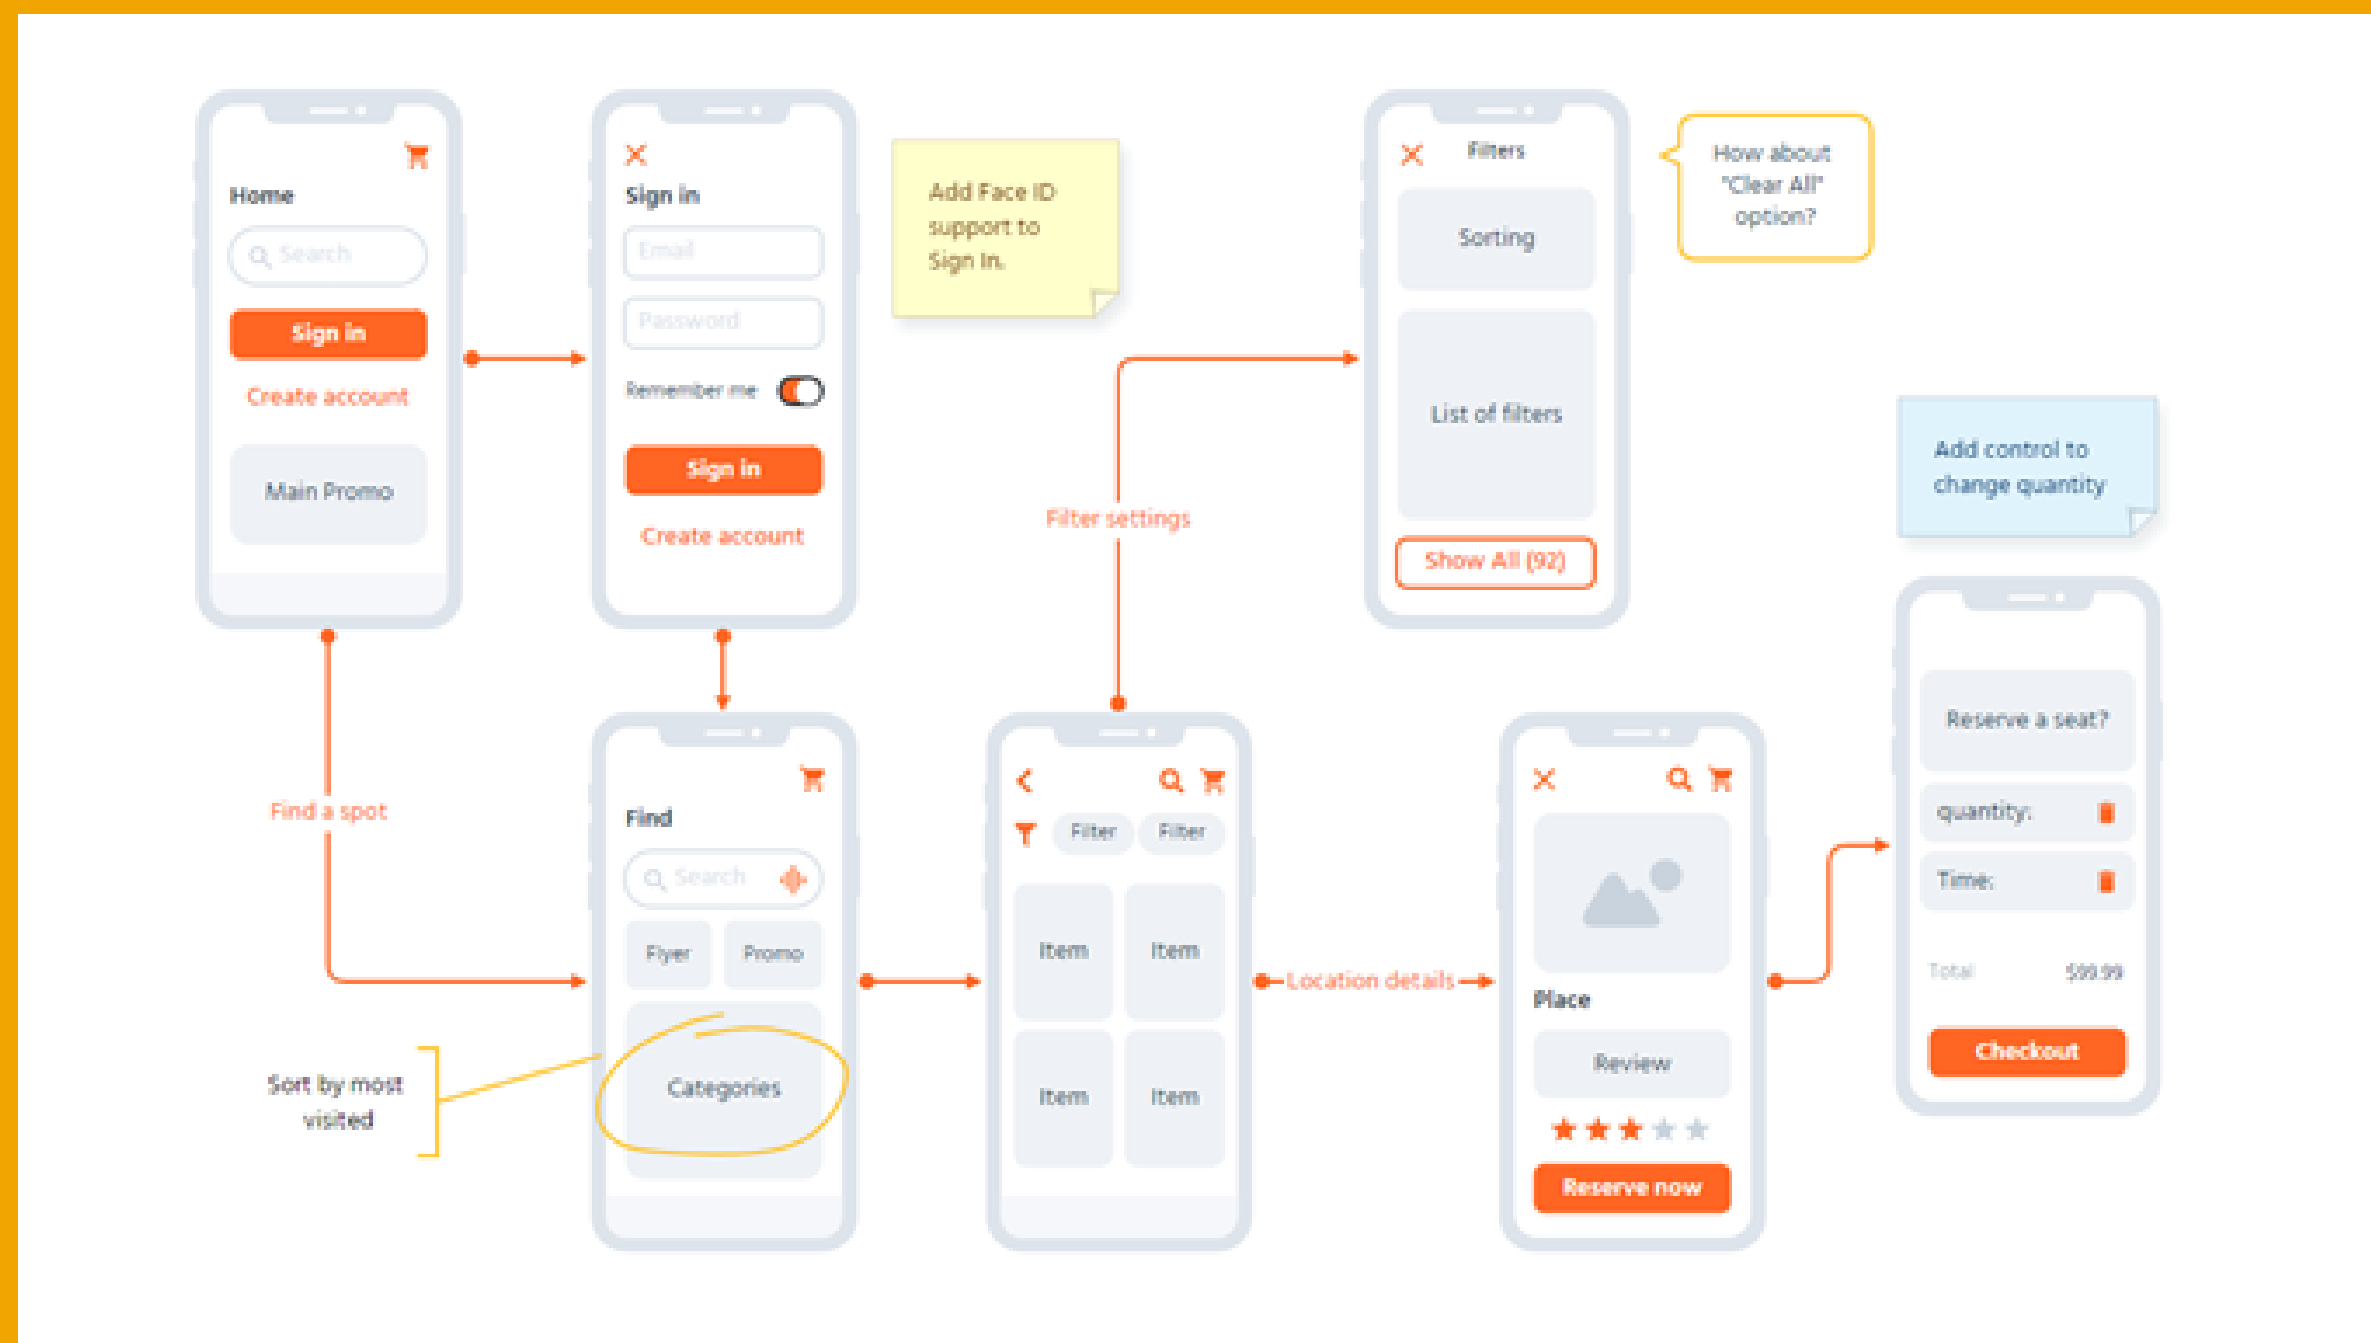 Home
Search
Sign in
Create account
Main Promo
Sign in
Email
Password
Remember me
Sign in
Create account
Add Face ID
support to
Sign In.
Filters
Sorting
List of filters
Show All (92)
How about
"Clear All"
option?
Add control to
change quantity
Filter settings
Find a spot
Find
Search
Flyer
Promo
Categories
Sort by most
visited
Filter
Filter
Item
Item
Item
Item
Location details
Place
Review
Reserve now
Reserve a seat?
quantity:
Time:
Total
$99.99
Checkout